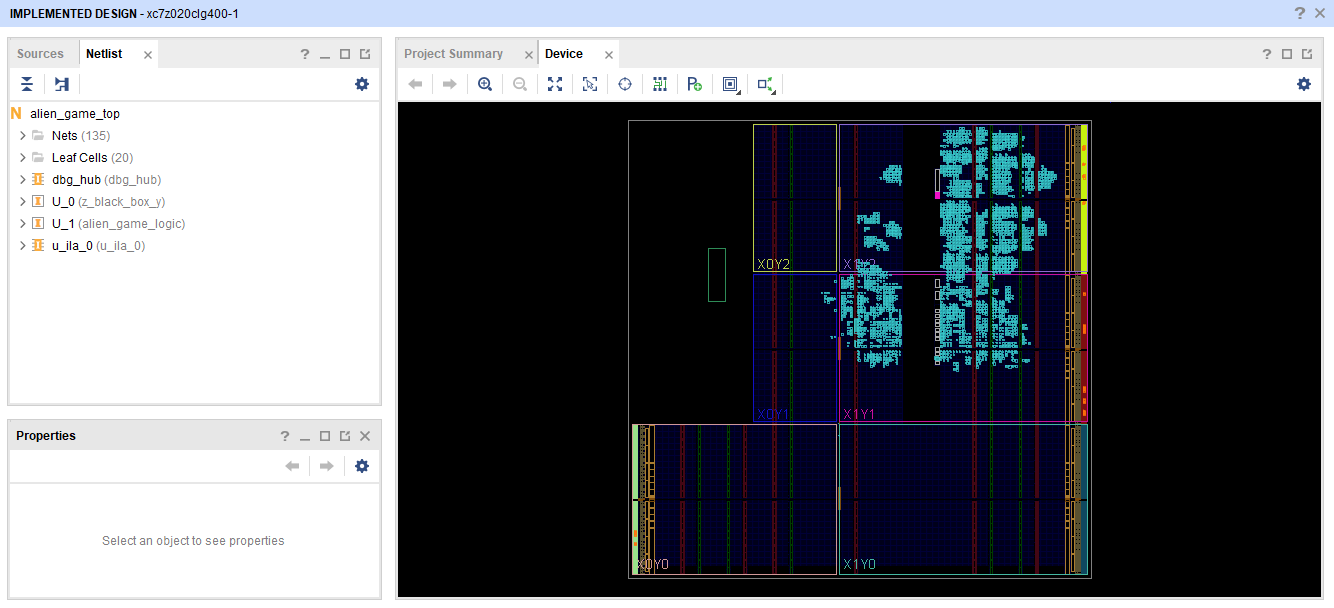 IMPLEMENTED DESIGN - xc7z020clg400-1
Sources Netlist
alien_game_top
Nets (135)
Leaf Cells (20)
dbg_hub (dbg_hub)
U_0 (z_black_box_y)
U_1 (alien_game_logic)
u_ila_0 (u_ila_0)
Properties
Select an object to see properties
Project Summary Device
X0Y2 X1Y2
X0Y1 X1Y1
X0Y0 X1Y0